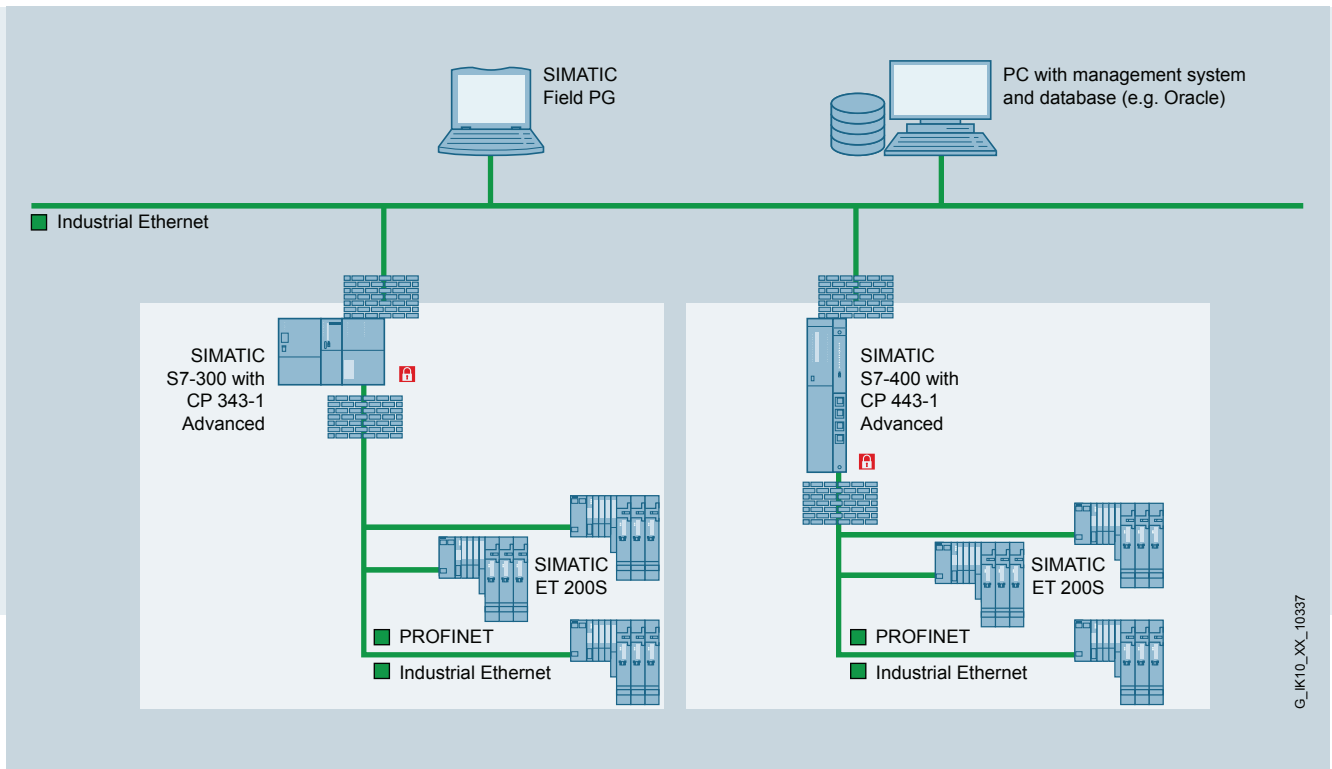 SIMATIC
Field PG
PC with management system
and database (e.g. Oracle)
Industrial Ethernet
SIMATIC
S7-300 with
CP 343-1
Advanced
SIMATIC
ET 200S
PROFINET
Industrial Ethernet
SIMATIC
S7-400 with
CP 443-1
Advanced
SIMATIC
ET 200S
PROFINET
Industrial Ethernet
G_IK10_XX_10337